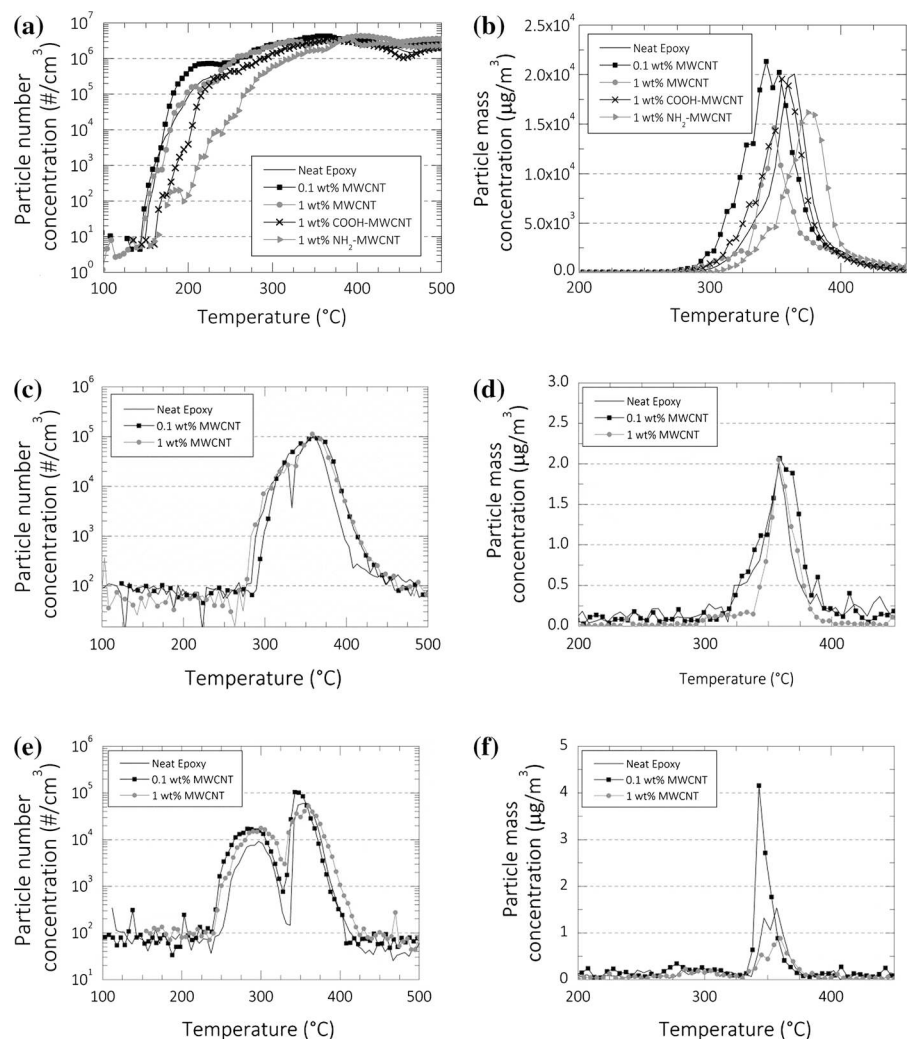 (a)
Particle number
concentration (#/cm³)
10⁷
10⁶
10⁵
10⁴
10³
10²
10¹
10⁰
Neat Epoxy
0.1 wt% MWCNT
1 wt% MWCNT
1 wt% COOH-MWCNT
1 wt% NH₂-MWCNT
100 200 300 400 500
Temperature (°C)
(b)
Particle mass
concentration (µg/m³)
2.5x10⁴
2.0x10⁴
1.5x10⁴
1.0x10⁴
5.0x10³
0.0
Neat Epoxy
0.1 wt% MWCNT
1 wt% MWCNT
1 wt% COOH-MWCNT
1 wt% NH₂-MWCNT
200 300 400
Temperature (°C)
(c)
Particle number
concentration (#/cm³)
10⁶
10⁵
10⁴
10³
10²
Neat Epoxy
0.1 wt% MWCNT
1 wt% MWCNT
100 200 300 400 500
Temperature (°C)
(d)
Particle mass
concentration (µg/m³)
3.0
2.5
2.0
1.5
1.0
0.5
0.0
Neat Epoxy
0.1 wt% MWCNT
1 wt% MWCNT
200 300 400
Temperature (°C)
(e)
Particle number
concentration (#/cm³)
10⁶
10⁵
10⁴
10³
10²
10¹
Neat Epoxy
0.1 wt% MWCNT
1 wt% MWCNT
100 200 300 400 500
Temperature (°C)
(f)
Particle mass
concentration (µg/m³)
5
4
3
2
1
0
Neat Epoxy
0.1 wt% MWCNT
1 wt% MWCNT
200 300 400
Temperature (°C)